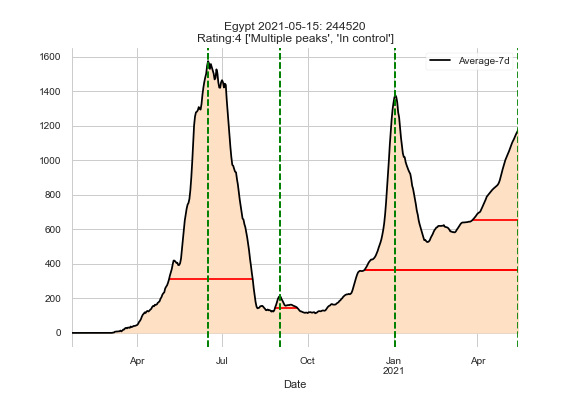 Egypt 2021-05-15: 244520
Rating:4 ['Multiple peaks', 'In control']
Average-7d
1600
1400
1200
1000
800
600
400
200
0
Apr Jul Oct Jan Apr
2021
Date